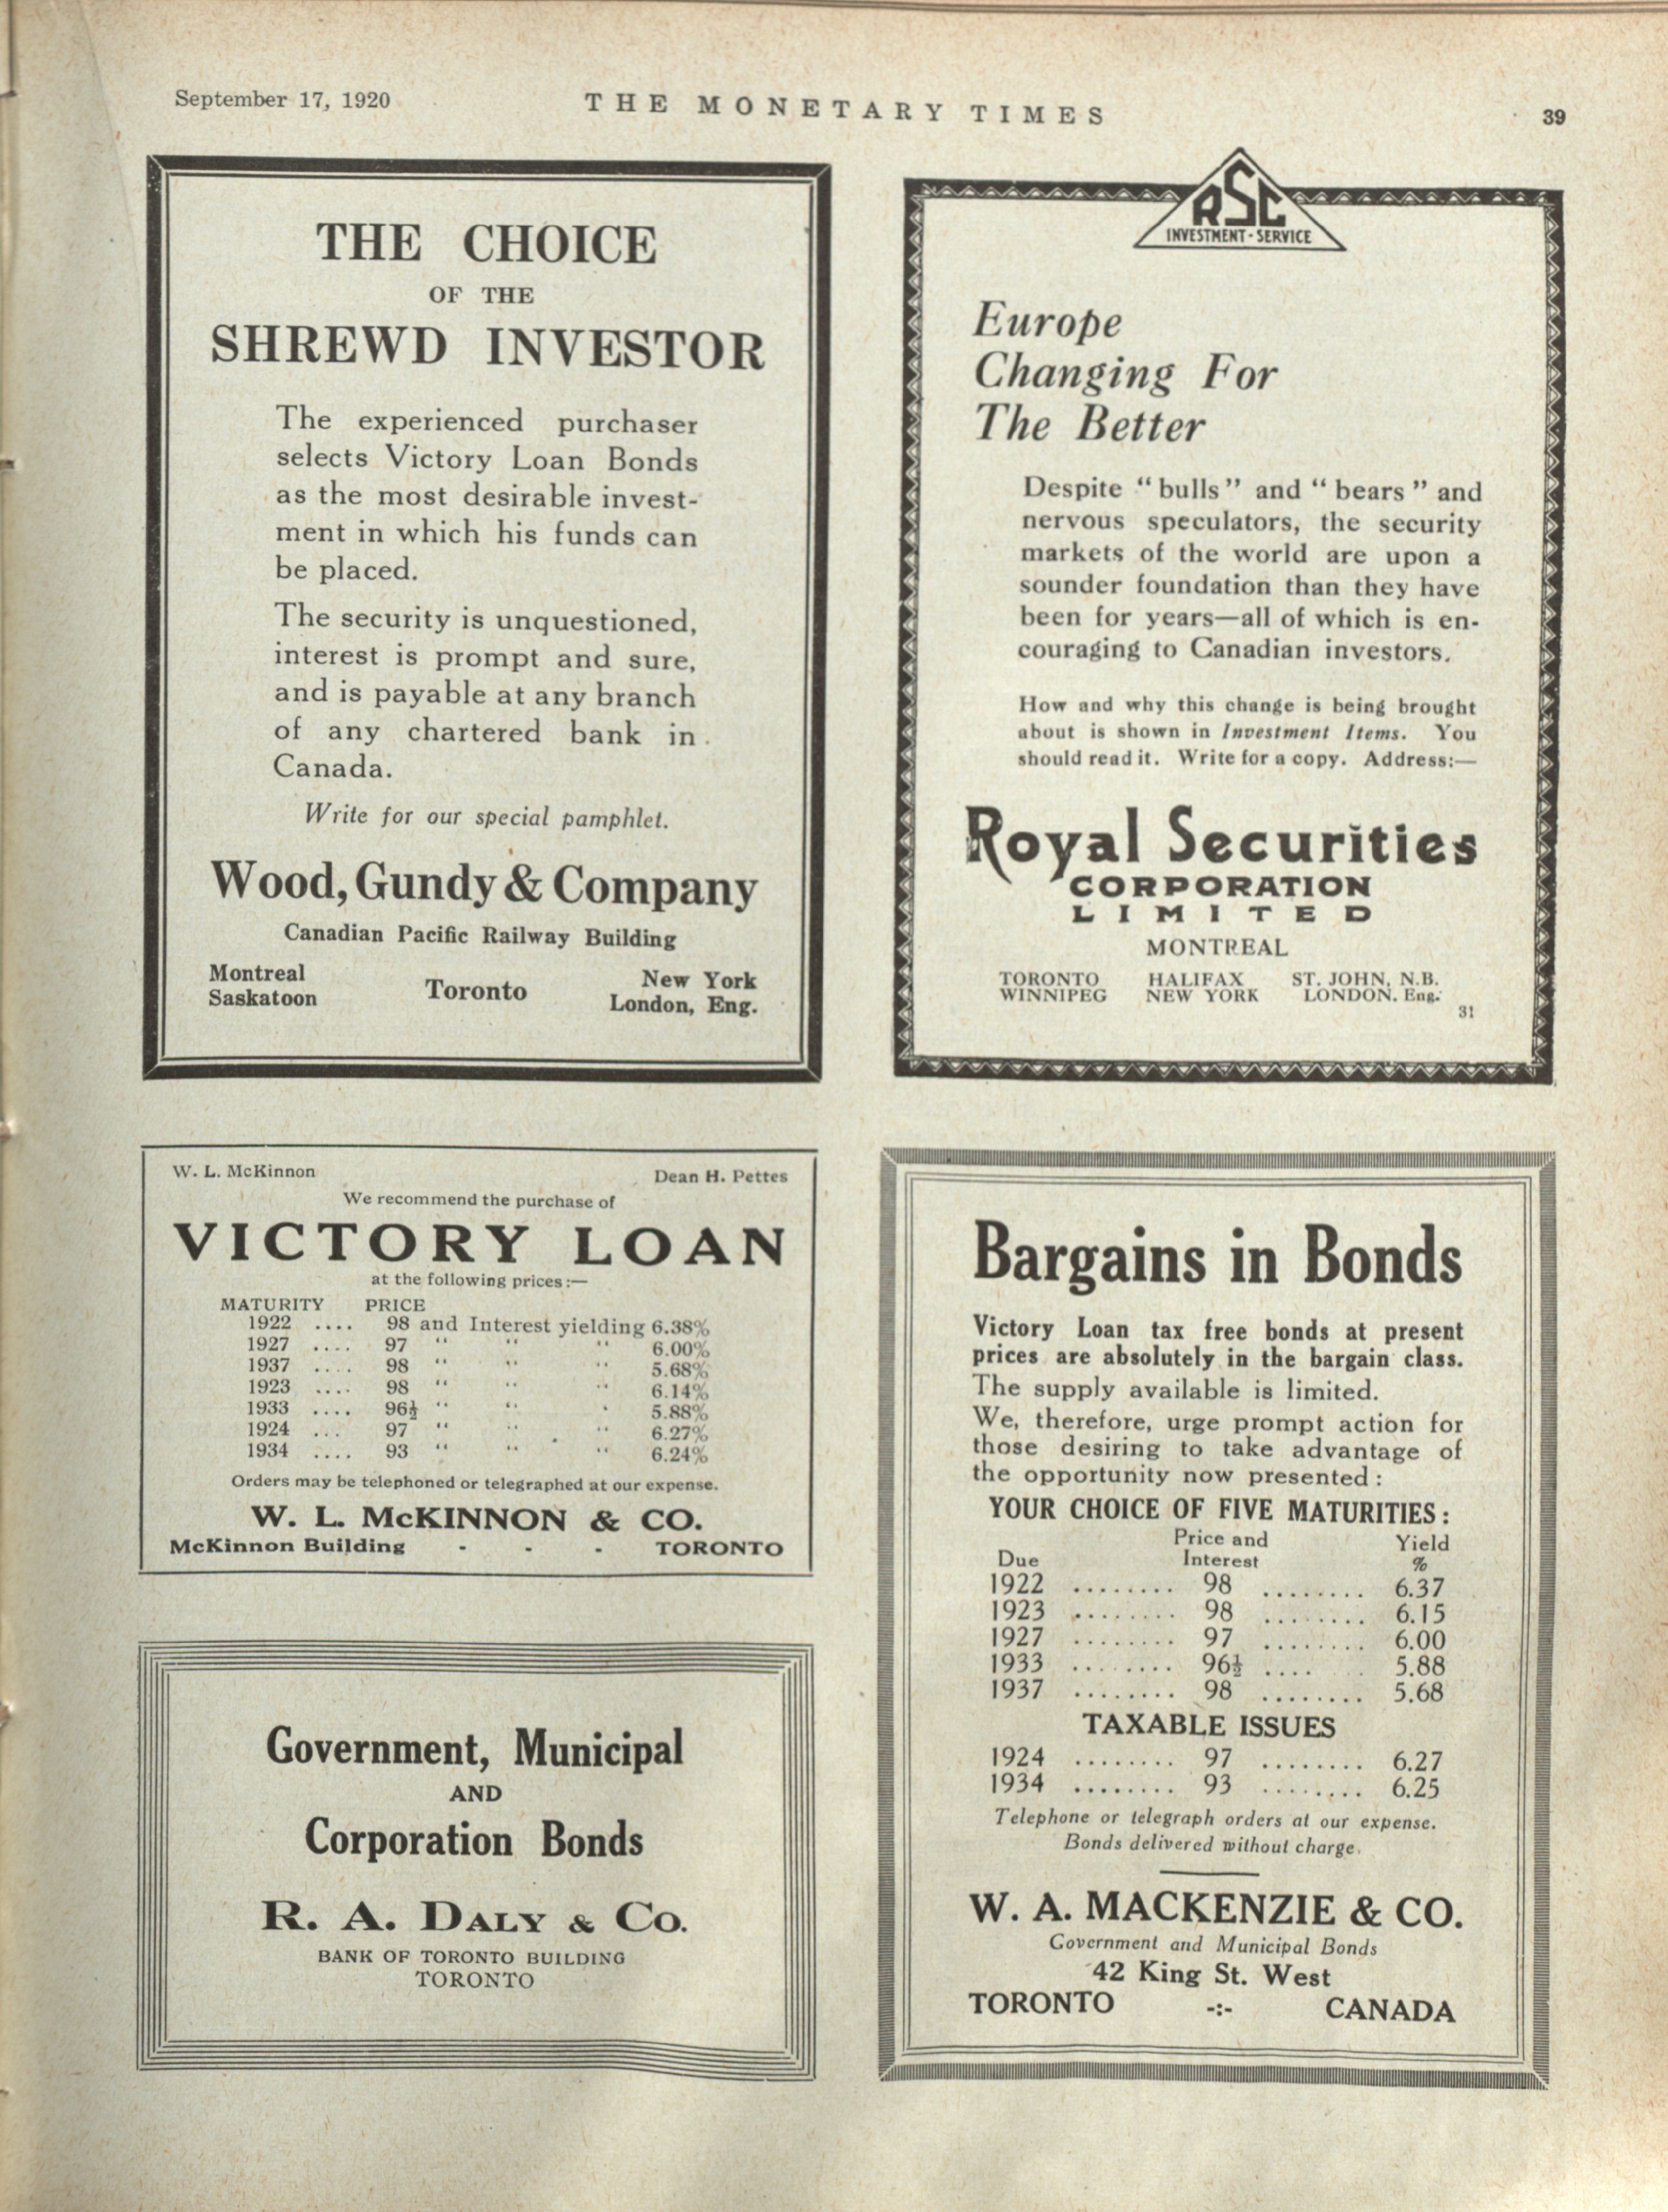 September 17, 1920
THE MONETARY TIMES
39
THE CHOICE
OF THE
SHREWD INVESTOR
The experienced purchaser
selects Victory Loan Bonds
as the most desirable invest-
ment in which his funds can
be placed.
The security is unquestioned,
interest is prompt and sure,
and is payable at any branch
of any chartered bank in
Canada.
Write for our special pamphlet.
Wood, Gundy & Company
Canadian Pacific Railway Building
Montreal
Saskatoon
Toronto
New York
London, Eng.
RSC
INVESTMENT-SERVICE
Europe
Changing For
The Better
Despite "bulls" and "bears" and
nervous speculators, the security
markets of the world are upon a
sounder foundation than they have
been for years—all of which is en-
couraging to Canadian investors.
How and why this change is being brought
about is shown in Investment Items. You
should read it. Write for a copy. Address:—
Royal Securities
CORPORATION
LIMITED
MONTREAL
TORONTO HALIFAX ST. JOHN, N.B.
WINNIPEG NEW YORK LONDON, Eng.
31
W. L. McKinnon Dean H. Pettes
We recommend the purchase of
VICTORY LOAN
at the following prices:—
MATURITY PRICE
1922 .... 98 and Interest yielding 6.38%
1927 .... 97 " " " 6.00%
1937 .... 98 " " " 5.68%
1923 .... 98 " " " 6.14%
1933 .... 96½ " " " 5.88%
1924 ... 97 " " " 6.27%
1934 .... 93 " " " 6.24%
Orders may be telephoned or telegraphed at our expense.
W. L. McKINNON & CO.
McKinnon Building - - - TORONTO
Government, Municipal
AND
Corporation Bonds
R. A. DALY & CO.
BANK OF TORONTO BUILDING
TORONTO
Bargains in Bonds
Victory Loan tax free bonds at present
prices are absolutely in the bargain class.
The supply available is limited.
We, therefore, urge prompt action for
those desiring to take advantage of
the opportunity now presented:
YOUR CHOICE OF FIVE MATURITIES:
Due Price and Interest Yield %
1922 ........ 98 ........ 6.37
1923 ........ 98 ........ 6.15
1927 ........ 97 ........ 6.00
1933 ........ 96½ .... .. 5.88
1937 ........ 98 ........ 5.68
TAXABLE ISSUES
1924 ........ 97 ........ 6.27
1934 ........ 93 ........ 6.25
Telephone or telegraph orders at our expense.
Bonds delivered without charge.
W. A. MACKENZIE & CO.
Government and Municipal Bonds
42 King St. West
TORONTO -:- CANADA